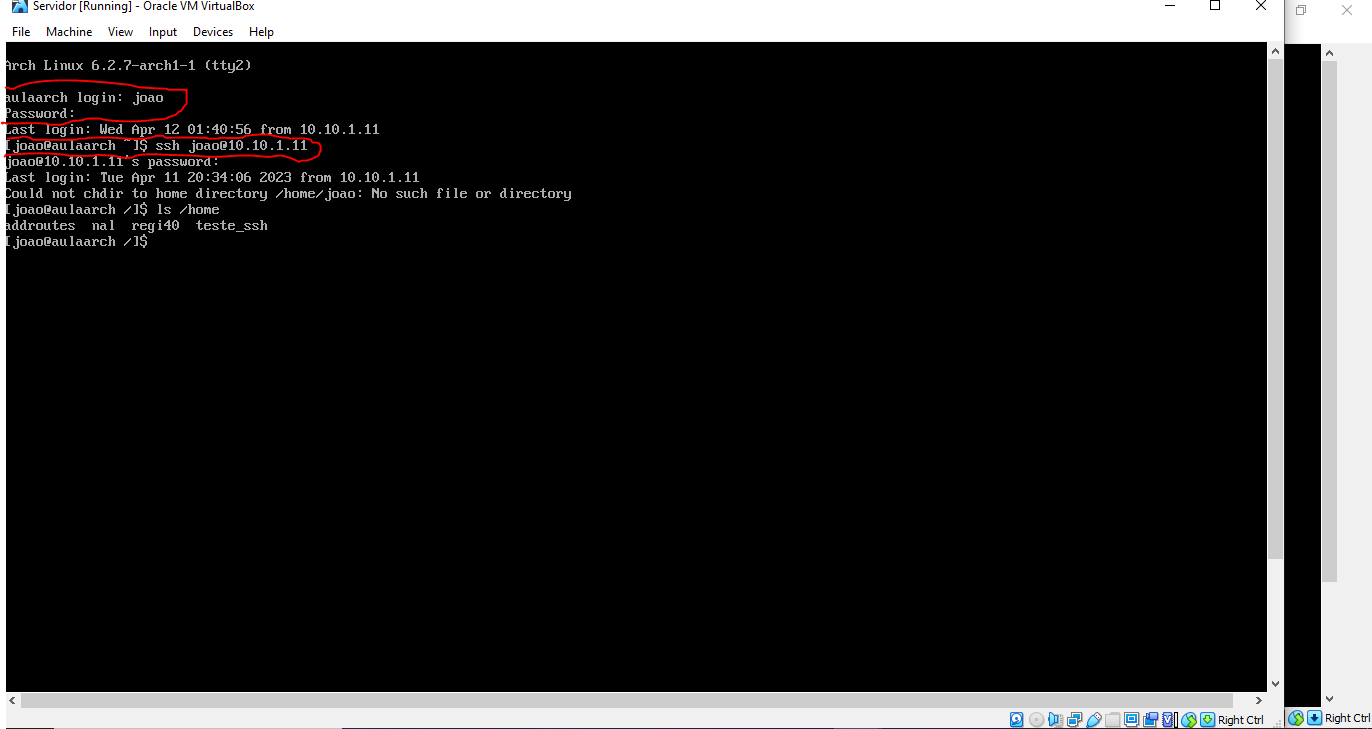 Servidor [Running] - Oracle VM VirtualBox
File Machine View Input Devices Help
Arch Linux 6.2.7-arch1-1 (tty2)
aulaarch login: joao
Password:
Last login: Wed Apr 12 01:40:56 from 10.10.1.11
[joao@aulaarch ~]$ ssh joao@10.10.1.11
joao@10.10.1.11's password:
Last login: Tue Apr 11 20:34:06 2023 from 10.10.1.11
Could not chdir to home directory /home/joao: No such file or directory
[joao@aulaarch /]$ ls /home
addroutes nal regi40 teste_ssh
[joao@aulaarch /]$
Right Ctrl
Right Ctrl